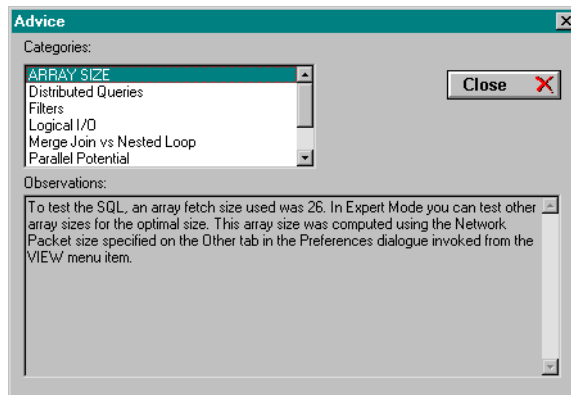 Advice
Categories:
ARRAY SIZE
Distributed Queries
Filters
Logical I/O
Merge Join vs Nested Loop
Parallel Potential
Close
Observations:
To test the SQL, an array fetch size used was 26. In Expert Mode you can test other
array sizes for the optimal size. This array size was computed using the Network
Packet size specified on the Other tab in the Preferences dialogue invoked from the
VIEW menu item.